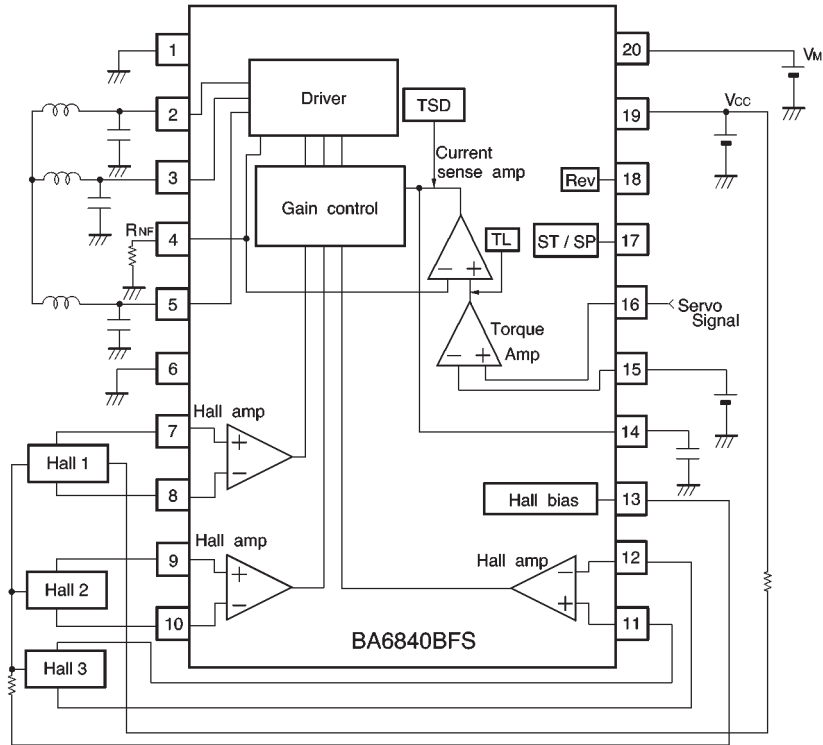 1
20
VM
Driver
TSD
2
19
VCC
Current
sense amp
3
Rev
18
Gain control
RNF
4
TL
ST / SP
17
− +
5
16
Servo
Signal
Torque
Amp
− +
6
15
Hall amp
7
+
14
Hall 1
−
8
Hall bias
13
Hall amp
9
+
Hall amp
−
12
Hall 2
−
10
+
11
BA6840BFS
Hall 3